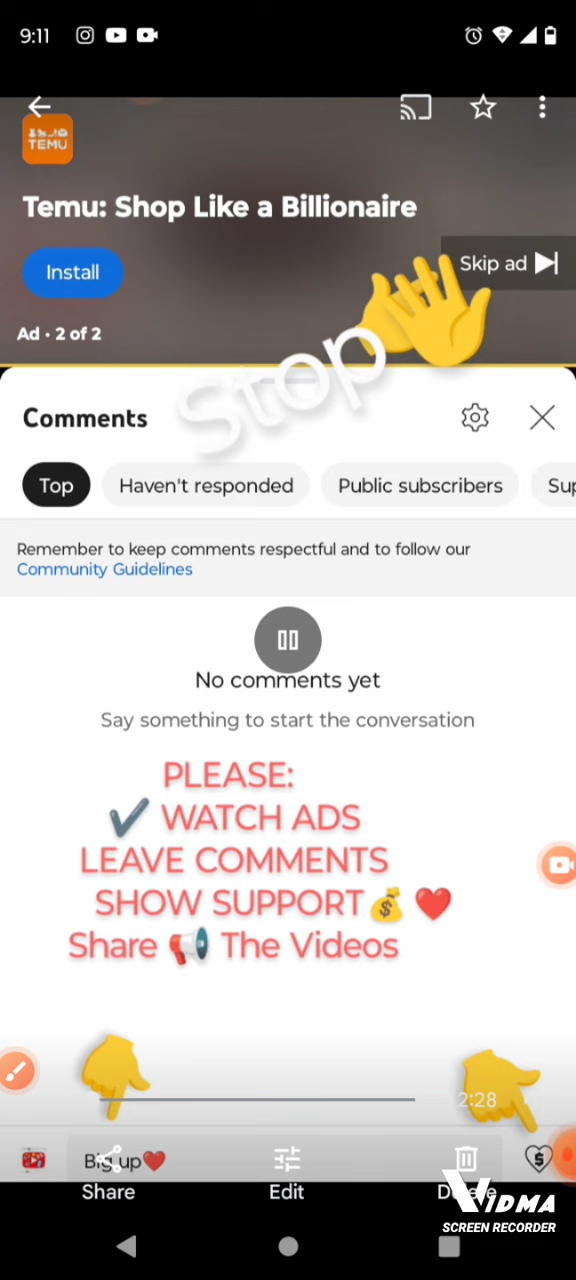 9:11
TEMU
Temu: Shop Like a Billionaire
Install
Skip ad
Ad · 2 of 2
Stop
Comments
Top
Haven't responded
Public subscribers
Sup
Remember to keep comments respectful and to follow our
Community Guidelines
No comments yet
Say something to start the conversation
PLEASE:
✔️ WATCH ADS
LEAVE COMMENTS
SHOW SUPPORT💰 ❤️
Share 📢 The Videos
2:28
Big up❤️
$
Share
Edit
Delete
VIDMA
SCREEN RECORDER